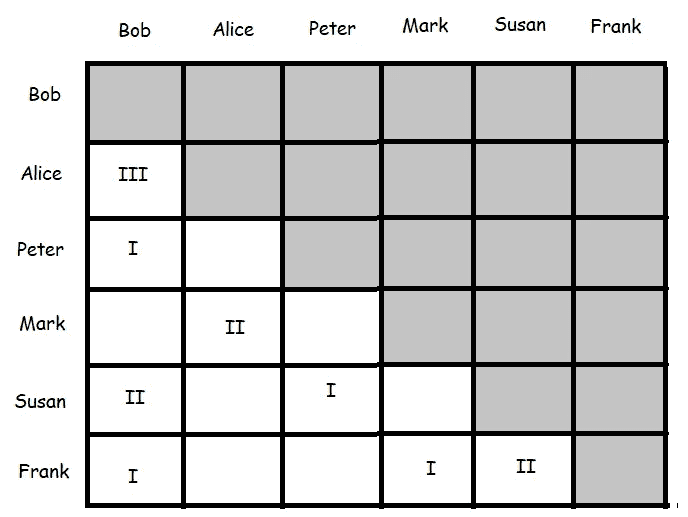 Bob Alice Peter Mark Susan Frank
Bob
Alice III
Peter I
Mark II
Susan II I
Frank I I II